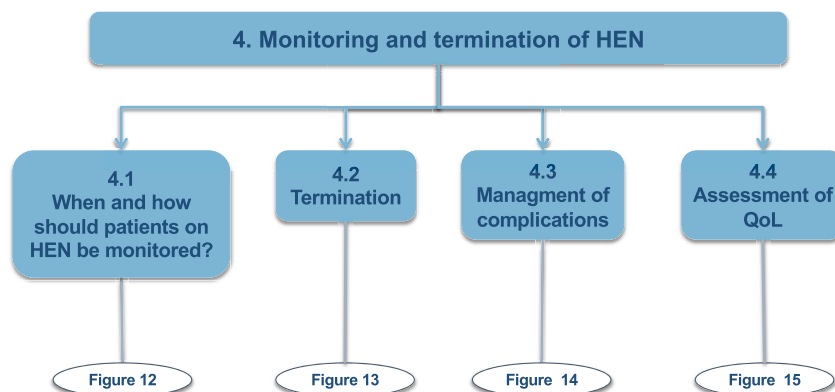 4. Monitoring and termination of HEN
4.1
When and how
should patients on
HEN be monitored?
4.2
Termination
4.3
Managment of
complications
4.4
Assessment of
QoL
Figure 12
Figure 13
Figure 14
Figure 15